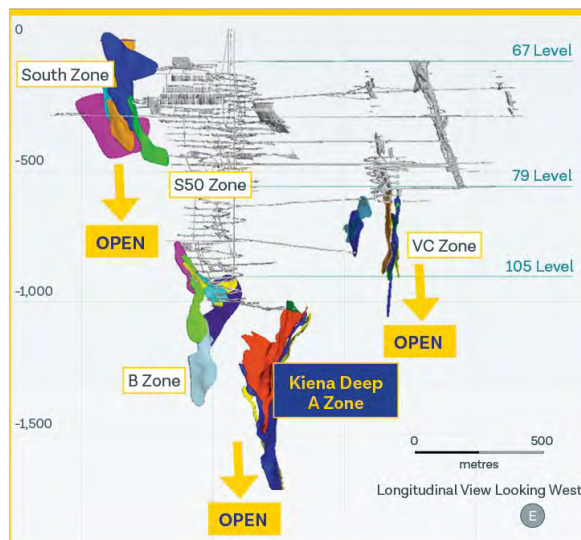 0
67 Level
South Zone
-500
79 Level
S50 Zone
OPEN
VC Zone
105 Level
-1,000
OPEN
B Zone
Kiena Deep
A Zone
-1,500
0 500
metres
Longitudinal View Looking West
OPEN
E